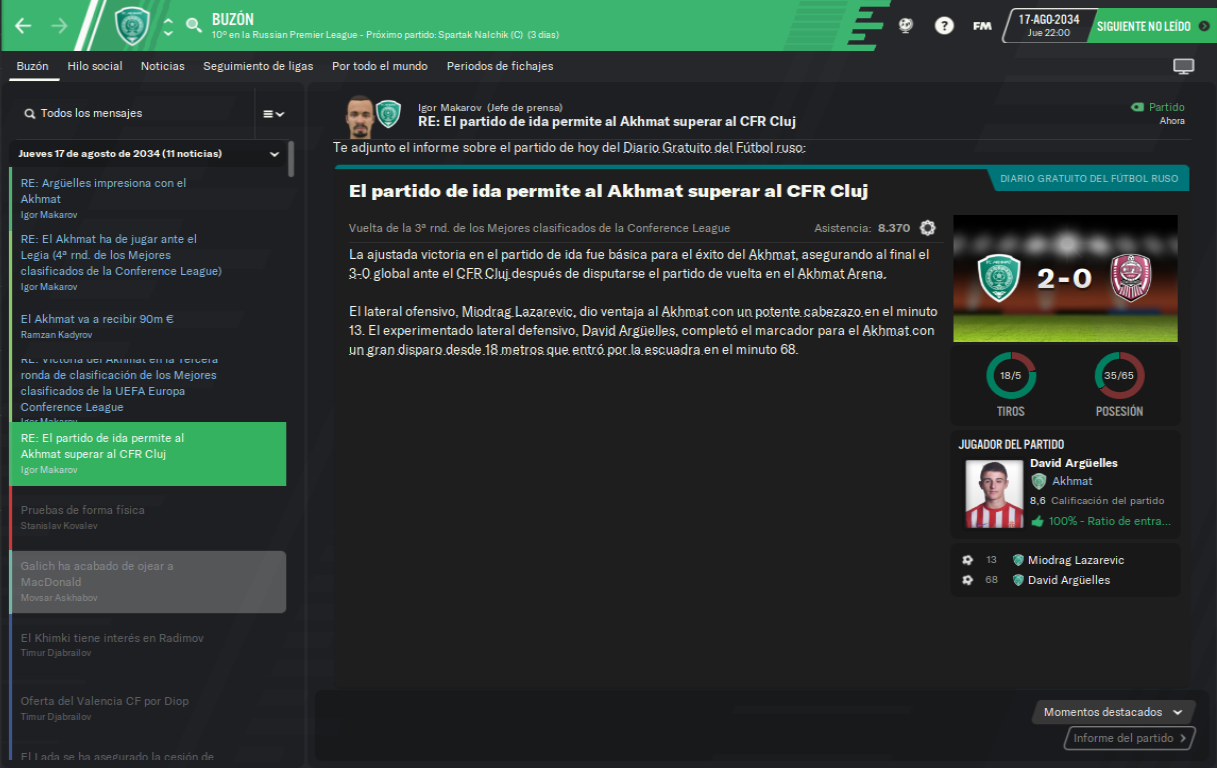 BUZÓN
10º en la Russian Premier League - Próximo partido: Spartak Nalchik (C) (3 días)
FM
17-AGO-2034
Jue 22:00
SIGUIENTE NO LEÍDO
Buzón
Hilo social
Noticias
Seguimiento de ligas
Por todo el mundo
Periodos de fichajes
Todos los mensajes
Jueves 17 de agosto de 2034 (11 noticias)
RE: Argüelles impresiona con el
Akhmat
Igor Makarov
RE: El Akhmat ha de jugar ante el
Legia (4ª rnd. de los Mejores
clasificados de la Conference League)
Igor Makarov
El Akhmat va a recibir 90m €
Ramzan Kadyrov
RE: Victoria del Akhmat en la Tercera
ronda de clasificación de los Mejores
clasificados de la UEFA Europa
Conference League
Igor Makarov
RE: El partido de ida permite al
Akhmat superar al CFR Cluj
Igor Makarov
Pruebas de forma física
Stanislav Kovalev
Galich ha acabado de ojear a
MacDonald
Movsar Askhabov
El Khimki tiene interés en Radimov
Timur Djabrailov
Oferta del Valencia CF por Diop
Timur Djabrailov
El Lada se ha asegurado la cesión de
Igor Makarov (Jefe de prensa)
RE: El partido de ida permite al Akhmat superar al CFR Cluj
Partido
Ahora
Te adjunto el informe sobre el partido de hoy del Diario Gratuito del Fútbol ruso:
DIARIO GRATUITO DEL FÚTBOL RUSO
El partido de ida permite al Akhmat superar al CFR Cluj
Vuelta de la 3ª rnd. de los Mejores clasificados de la Conference League
Asistencia: 8.370
La ajustada victoria en el partido de ida fue básica para el éxito del Akhmat, asegurando al final el
3-0 global ante el CFR Cluj después de disputarse el partido de vuelta en el Akhmat Arena.
El lateral ofensivo, Miodrag Lazarevic, dio ventaja al Akhmat con un potente cabezazo en el minuto
13. El experimentado lateral defensivo, David Argüelles, completó el marcador para el Akhmat con
un gran disparo desde 18 metros que entró por la escuadra en el minuto 68.
2-0
18/5
35/65
TIROS
POSESIÓN
JUGADOR DEL PARTIDO
David Argüelles
Akhmat
8,6 Calificación del partido
100% - Ratio de entra...
13 Miodrag Lazarevic
68 David Argüelles
Momentos destacados
Informe del partido